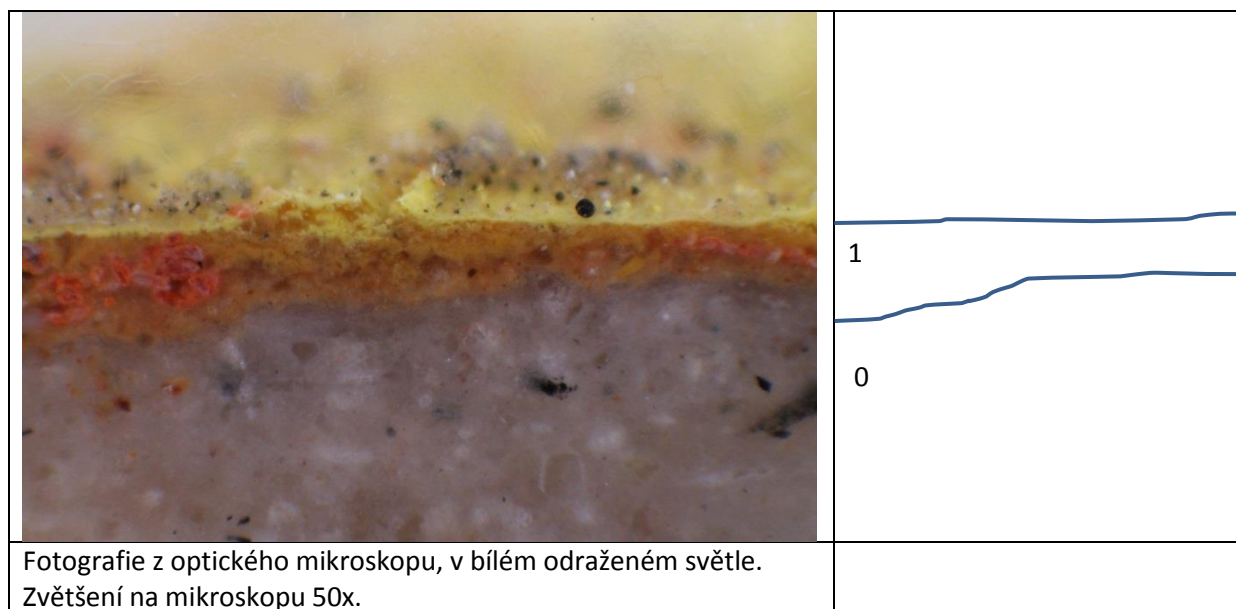 1
0
Fotografie z optického mikroskopu, v bílém odraženém světle.
Zvětšení na mikroskopu 50x.